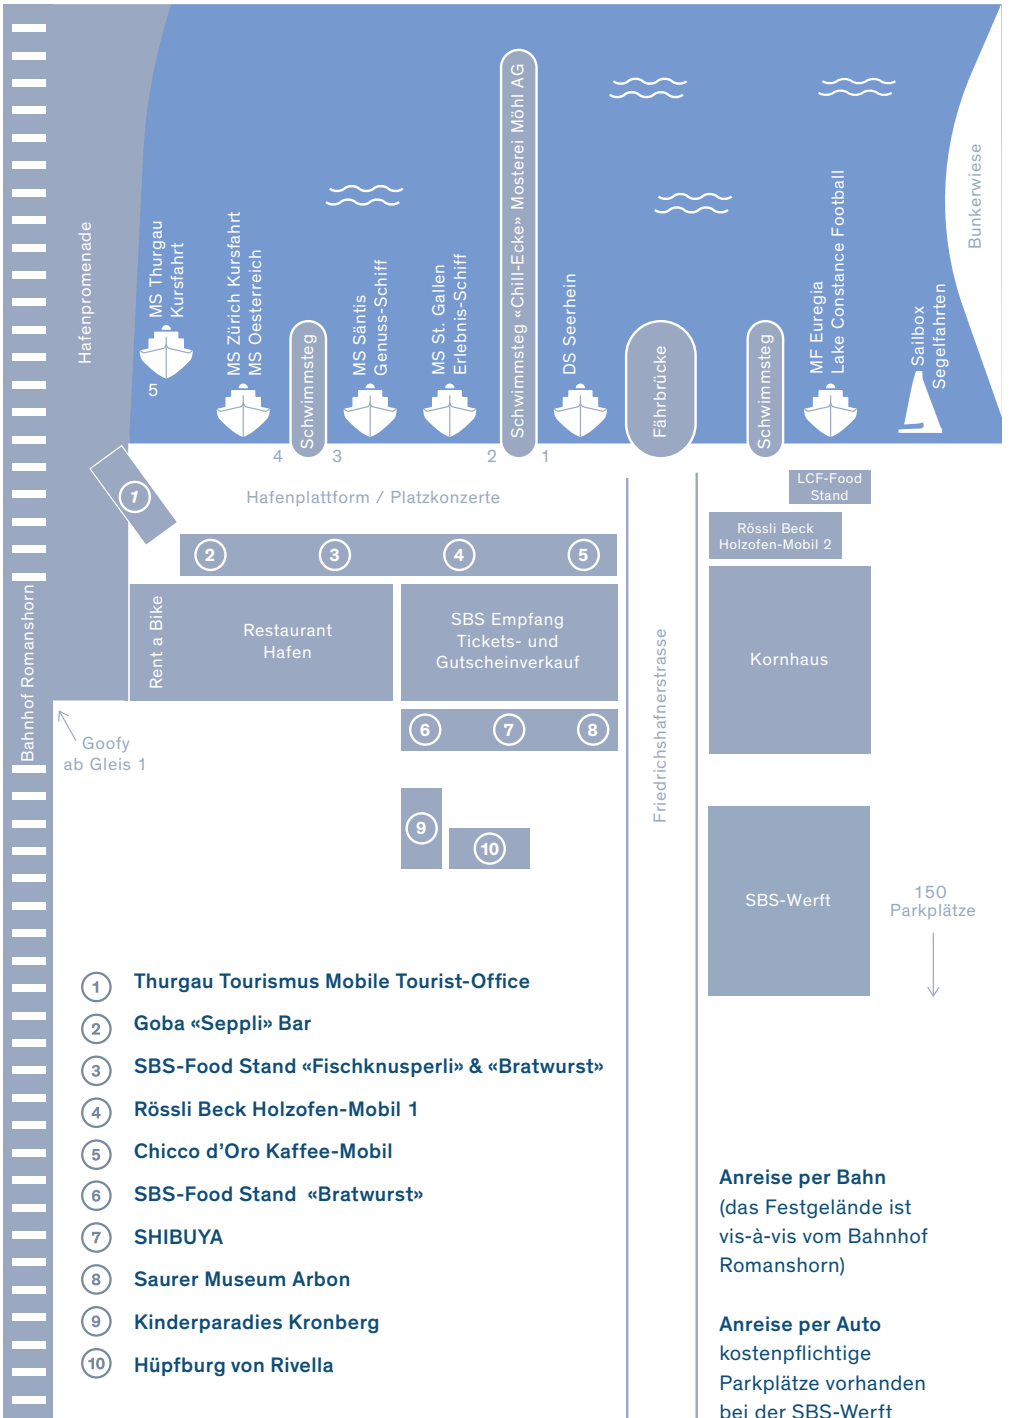 Hafenpromenade
MS Thurgau
Kursfahrt
5
MS Zürich Kursfahrt
MS Oesterreich
Schwimmsteg
MS Säntis
Genuss-Schiff
MS St. Gallen
Erlebnis-Schiff
Schwimmsteg «Chill-Ecke» Mosterei Möhl AG
DS Seerhein
Fährbrücke
Schwimmsteg
MF Euregia
Lake Constance Football
Sailbox
Segelfahrten
Bunkerwiese
4
3
2
1
1
Hafenplattform / Platzkonzerte
LCF-Food
Stand
Rössli Beck
Holzofen-Mobil 2
2
3
4
5
Bahnhof Romanshorn
Rent a Bike
Restaurant
Hafen
SBS Empfang
Tickets- und
Gutscheinverkauf
Friedrichshafnerstrasse
Kornhaus
Goofy
ab Gleis 1
6
7
8
9
10
SBS-Werft
150
Parkplätze
1 Thurgau Tourismus Mobile Tourist-Office
2 Goba «Seppli» Bar
3 SBS-Food Stand «Fischknusperli» & «Bratwurst»
4 Rössli Beck Holzofen-Mobil 1
5 Chicco d’Oro Kaffee-Mobil
6 SBS-Food Stand «Bratwurst»
7 SHIBUYA
8 Saurer Museum Arbon
9 Kinderparadies Kronberg
10 Hüpfburg von Rivella
Anreise per Bahn
(das Festgelände ist
vis-à-vis vom Bahnhof
Romanshorn)
Anreise per Auto
kostenpflichtige
Parkplätze vorhanden
bei der SBS-Werft